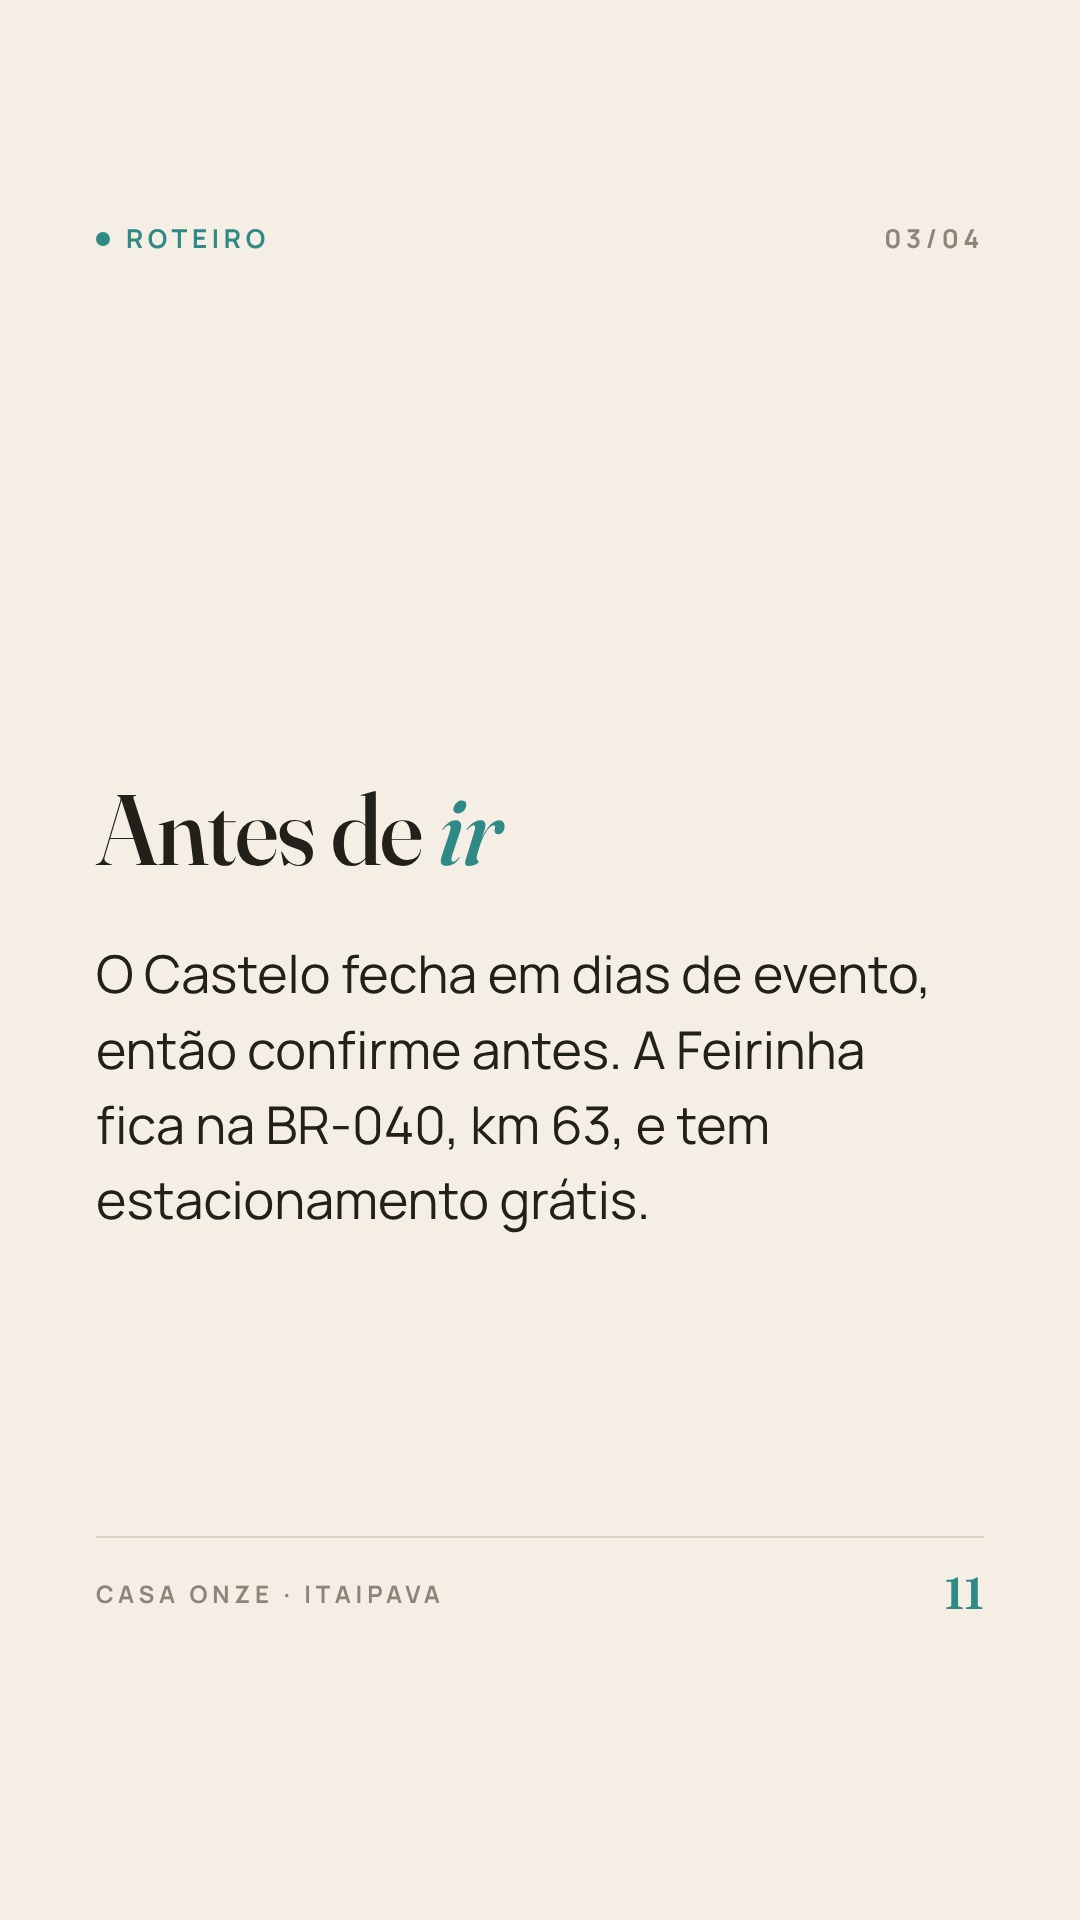 ROTEIRO
03/04
Antes de ir
O Castelo fecha em dias de evento,
então confirme antes. A Feirinha
fica na BR-040, km 63, e tem
estacionamento grátis.
CASA ONZE · ITAIPAVA
11